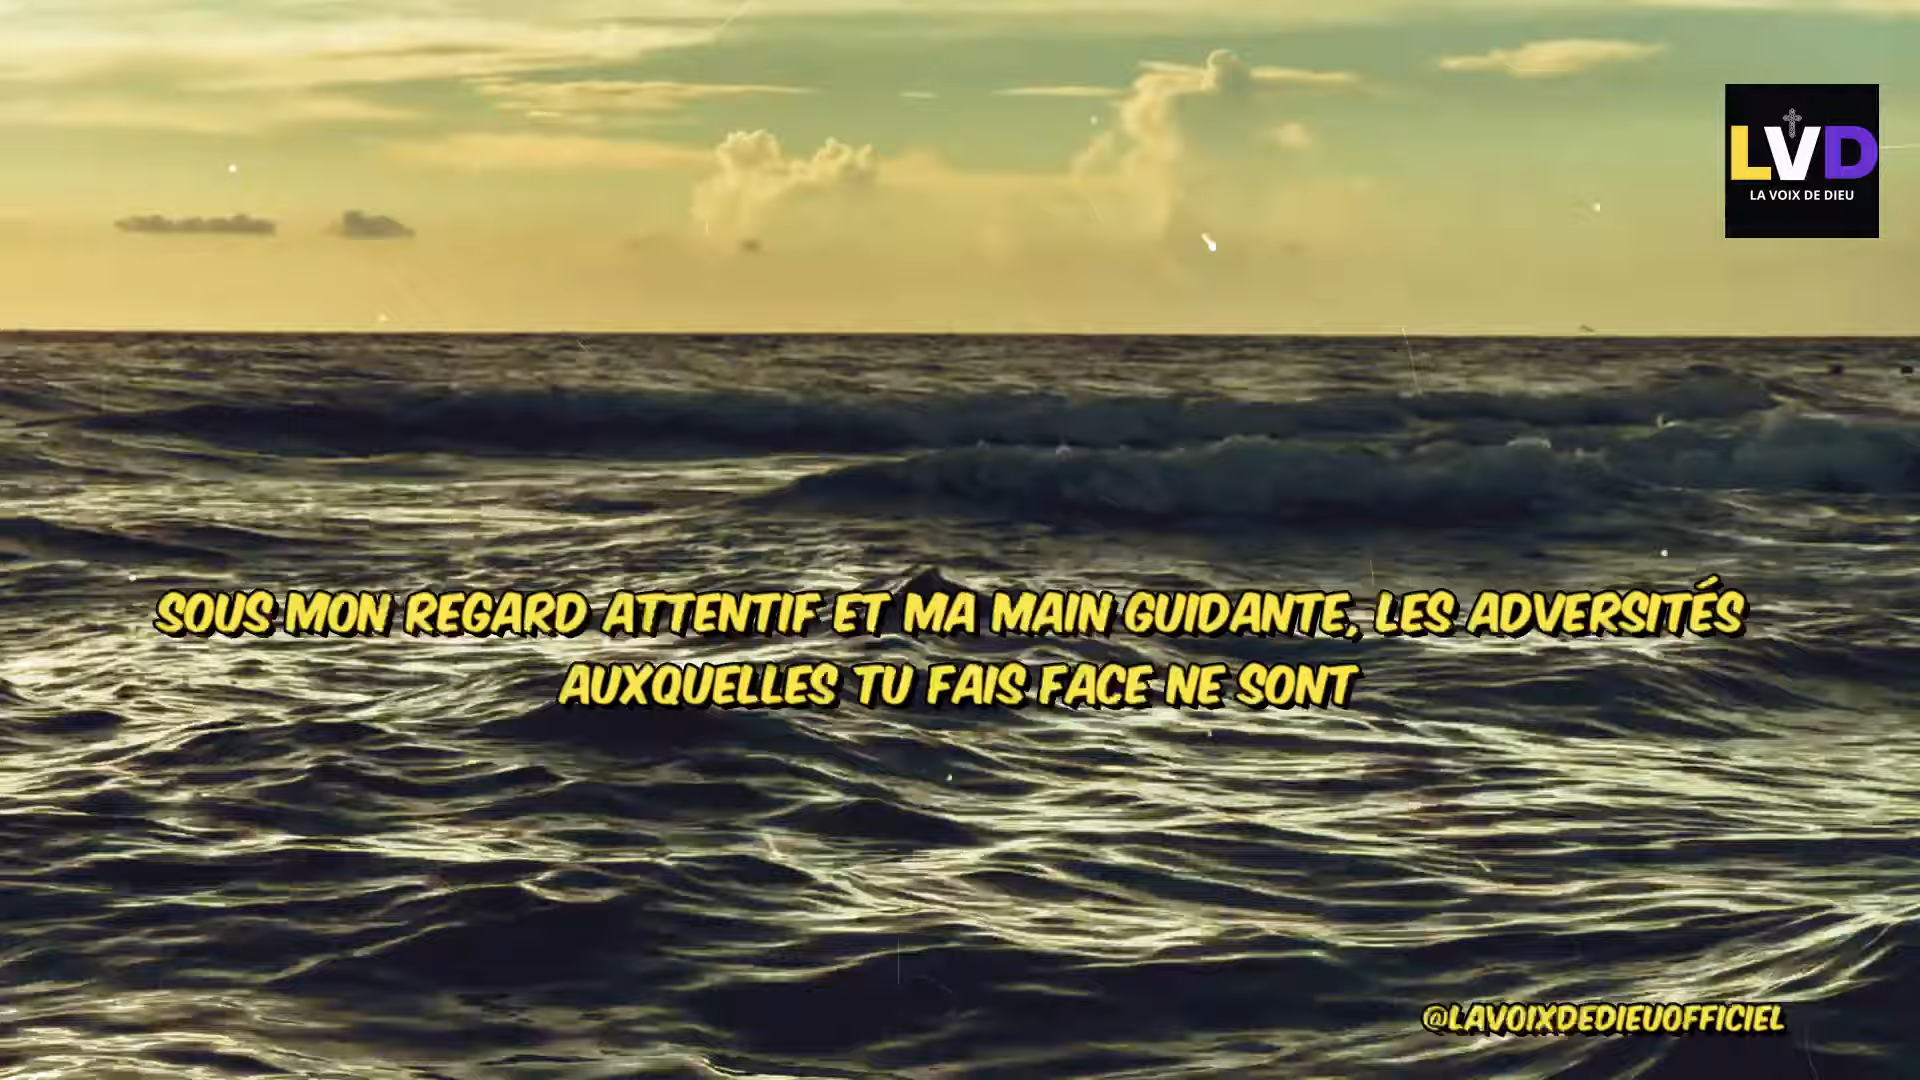 LVD
LA VOIX DE DIEU
SOUS MON REGARD ATTENTIF ET MA MAIN GUIDANTE, LES ADVERSITÉS
AUXQUELLES TU FAIS FACE NE SONT
@LAVOIXDEDIEUOFFICIEL